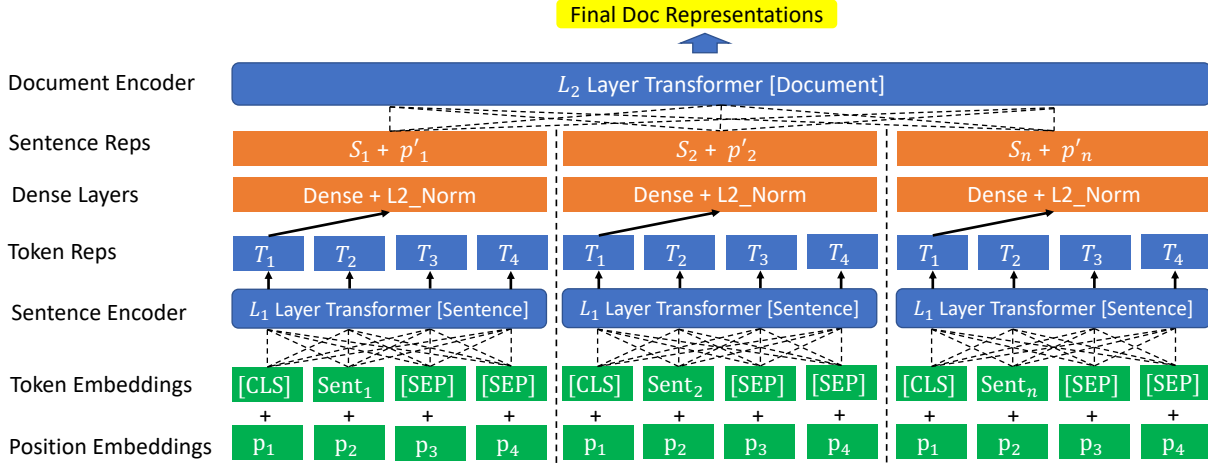 Final Doc Representations
Document Encoder L₂ Layer Transformer [Document]
Sentence Reps S₁ + p′₁ S₂ + p′₂ Sₙ + p′ₙ
Dense Layers Dense + L2_Norm Dense + L2_Norm Dense + L2_Norm
Token Reps T₁ T₂ T₃ T₄ T₁ T₂ T₃ T₄ T₁ T₂ T₃ T₄
Sentence Encoder L₁ Layer Transformer [Sentence] L₁ Layer Transformer [Sentence] L₁ Layer Transformer [Sentence]
Token Embeddings [CLS] Sent₁ [SEP] [SEP] [CLS] Sent₂ [SEP] [SEP] [CLS] Sentₙ [SEP] [SEP]
+ + + + + + + + + + + +
Position Embeddings p₁ p₂ p₃ p₄ p₁ p₂ p₃ p₄ p₁ p₂ p₃ p₄